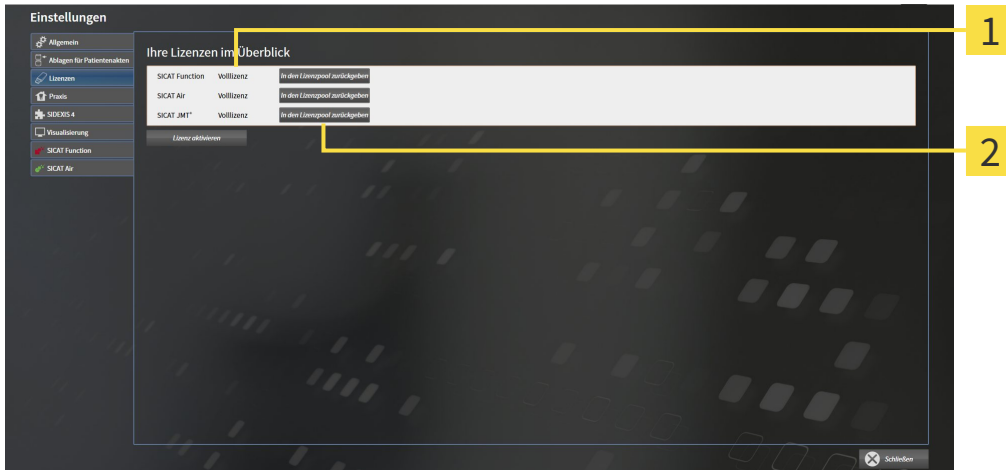 Einstellungen
Allgemein
Ablagen für Patientenakten
Lizenzen
Praxis
SIDEXIS 4
Visualisierung
SICAT Function
SICAT Air
Ihre Lizenzen im Überblick
SICAT Function Volllizenz In den Lizenzpool zurückgeben
SICAT Air Volllizenz In den Lizenzpool zurückgeben
SICAT JMT+ Volllizenz In den Lizenzpool zurückgeben
Lizenz aktivieren
Schließen
1
2